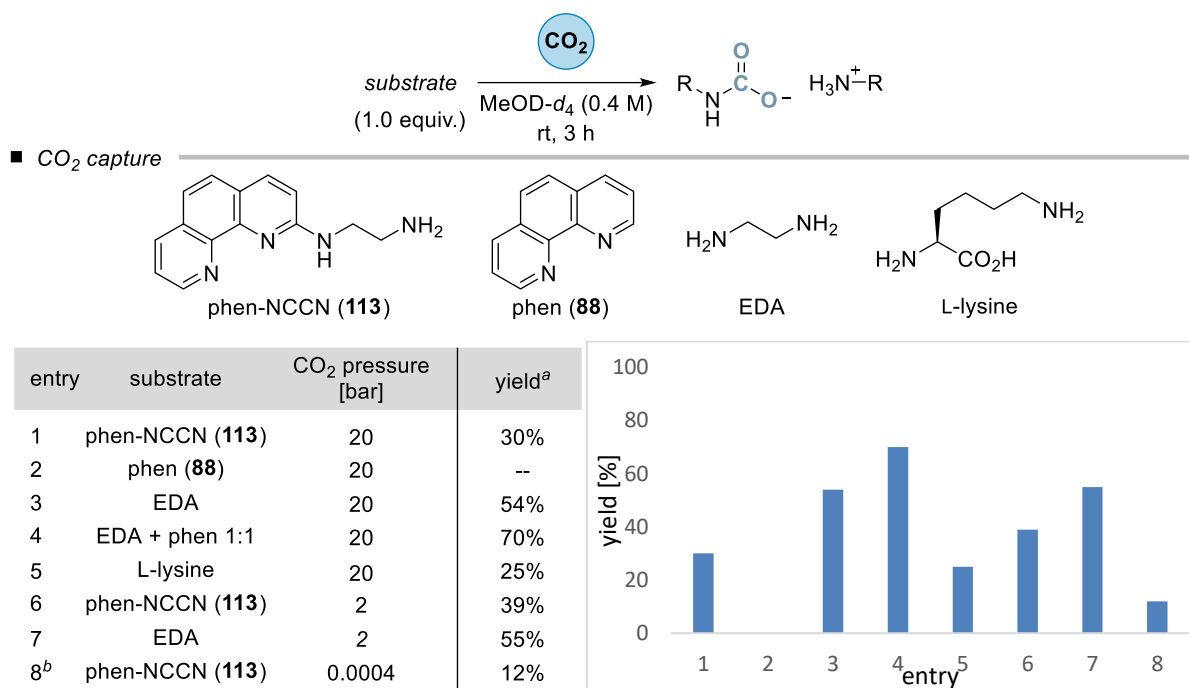 CO2
substrate
(1.0 equiv.)
MeOD-d4 (0.4 M)
rt, 3 h
R N H C O O− H3N+–R
■ CO2 capture
N N N H NH2
N N
H2N NH2
H2N CO2H NH2
phen-NCCN (113) phen (88) EDA L-lysine
entry substrate CO2 pressure [bar] yield^a
1 phen-NCCN (113) 20 30%
2 phen (88) 20 --
3 EDA 20 54%
4 EDA + phen 1:1 20 70%
5 L-lysine 20 25%
6 phen-NCCN (113) 2 39%
7 EDA 2 55%
8^b phen-NCCN (113) 0.0004 12%
yield [%]
100
80
60
40
20
0
1 2 3 4 5 6 7 8
entry